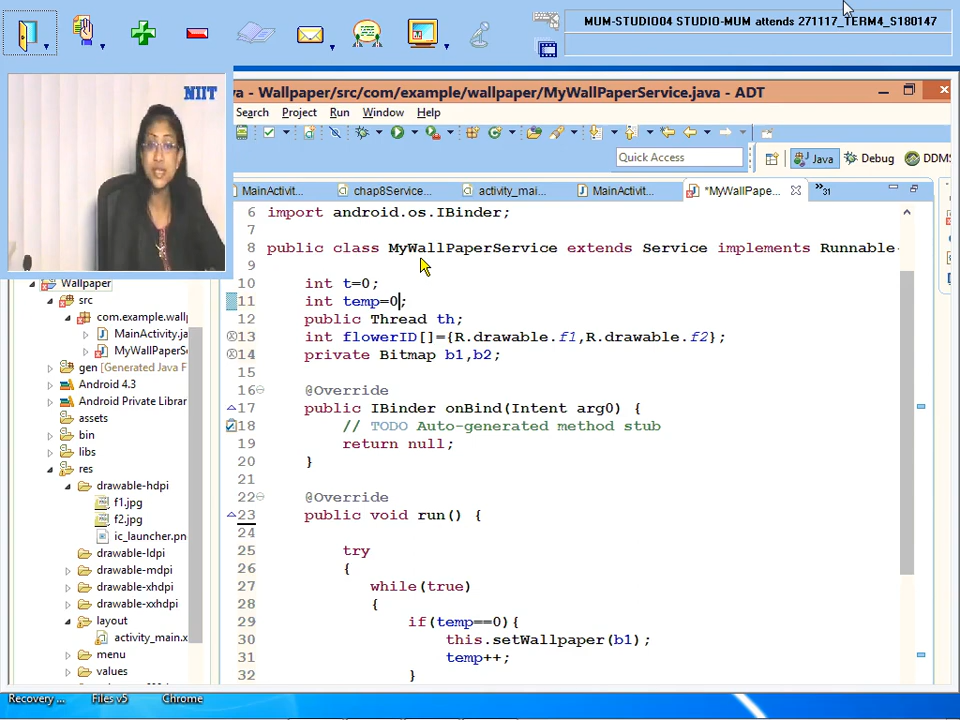 MUM-STUDIO04 STUDIO-MUM attends 271117_TERM4_S180147
NIIT
va - Wallpaper/src/com/example/wallpaper/MyWallPaperService.java - ADT
Search Project Run Window Help
Quick Access
Java
Debug
DDMS
MainActivit...
chap8Service...
activity_mai...
MainActivit...
*MyWallPape...
»31
6 import android.os.IBinder;
7
8 public class MyWallPaperService extends Service implements Runnable
9
10 int t=0;
11 int temp=0;
12 public Thread th;
13 int flowerID[]={R.drawable.f1,R.drawable.f2};
14 private Bitmap b1,b2;
15
16 @Override
17 public IBinder onBind(Intent arg0) {
18 // TODO Auto-generated method stub
19 return null;
20 }
21
22 @Override
23 public void run() {
24
25 try
26 {
27 while(true)
28 {
29 if(temp==0){
30 this.setWallpaper(b1);
31 temp++;
32 }
Wallpaper
src
com.example.wallp
MainActivity.ja
MyWallPaperSe
gen [Generated Java F
Android 4.3
Android Private Librar
assets
bin
libs
res
drawable-hdpi
f1.jpg
f2.jpg
ic_launcher.pn
drawable-ldpi
drawable-mdpi
drawable-xhdpi
drawable-xxhdpi
layout
activity_main.x
menu
values
Recovery ...
Files v5
Chrome